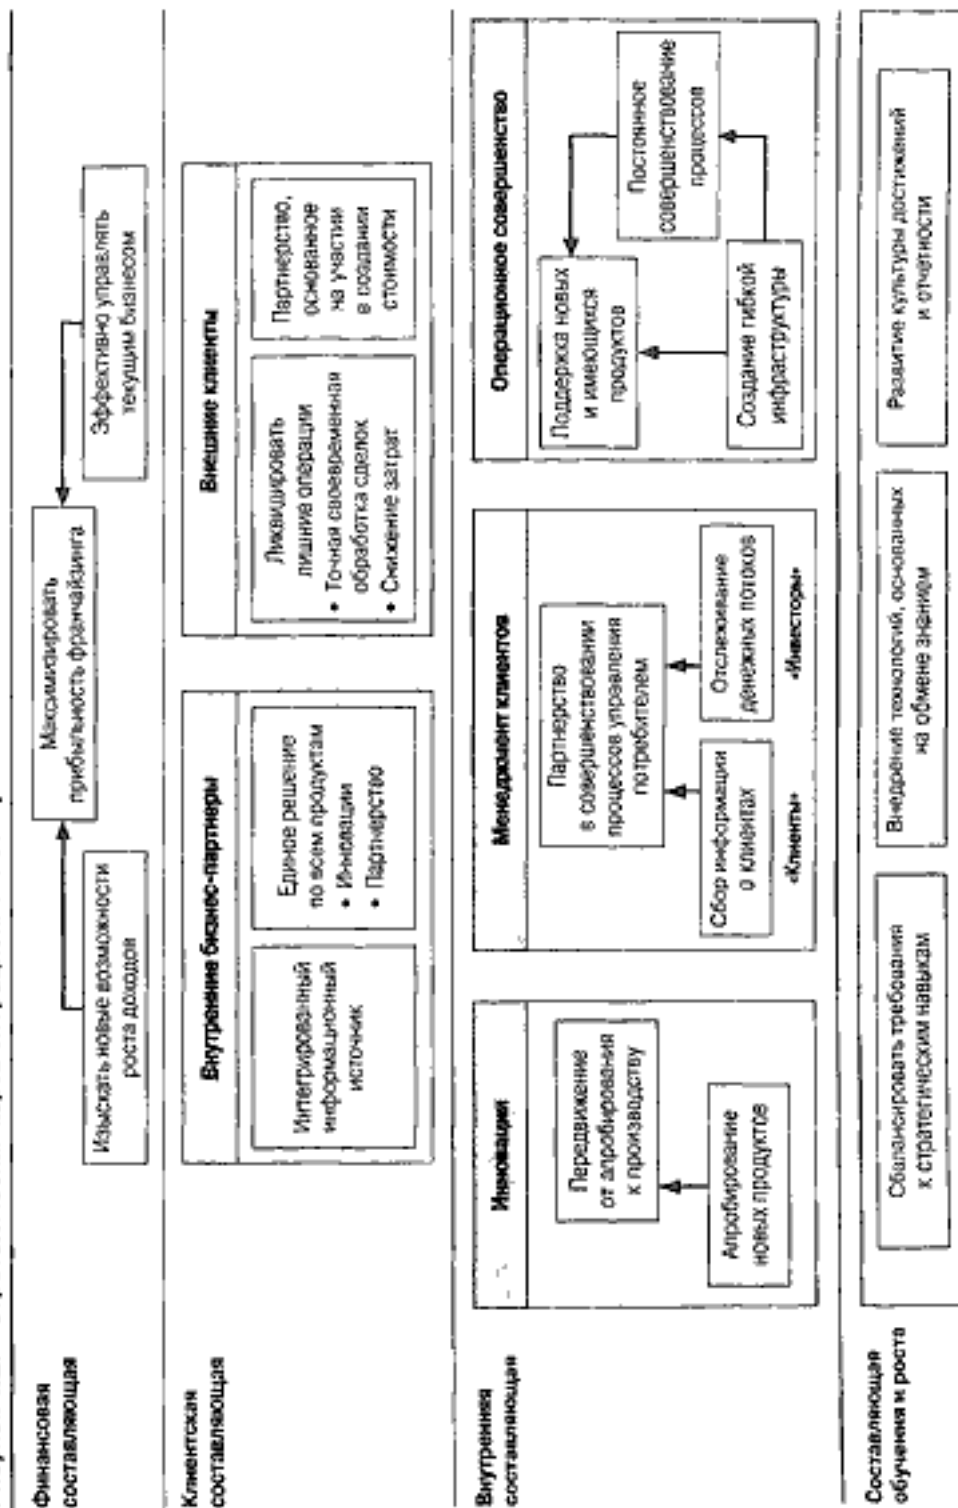 Финансовая
составляющая
Максимизировать
прибыльность франчайзинга
Изыскать новые возможности
роста доходов
Эффективно управлять
текущим бизнесом
Клиентская
составляющая
Внутренние бизнес-партнеры
Интегрированный
информационный
источник
Единое решение
по всем продуктам
• Инновации
• Партнерство
Внешние клиенты
Ликвидировать
лишние операции
• Точная своевременная
обработка сделок
• Снижение затрат
Партнерство,
основанное
на участии
в создании
стоимости
Внутренняя
составляющая
Инновации
Передвижение
от апробирования
к производству
Апробирование
новых продуктов
Менеджмент клиентов
Партнерство
в совершенствовании
процессов управления
потребителем
Сбор информации
о клиентах
«Клиенты»
Отслеживание
денежных потоков
«Инвесторы»
Операционное совершенство
Поддержка новых
и имеющихся
продуктов
Постоянное
совершенствование
процессов
Создание гибкой
инфраструктуры
Составляющая
обучения и роста
Сбалансировать требования
к стратегическим навыкам
Внедрение технологий, основанных
на обмене знанием
Развитие культуры достижений
и отчетности